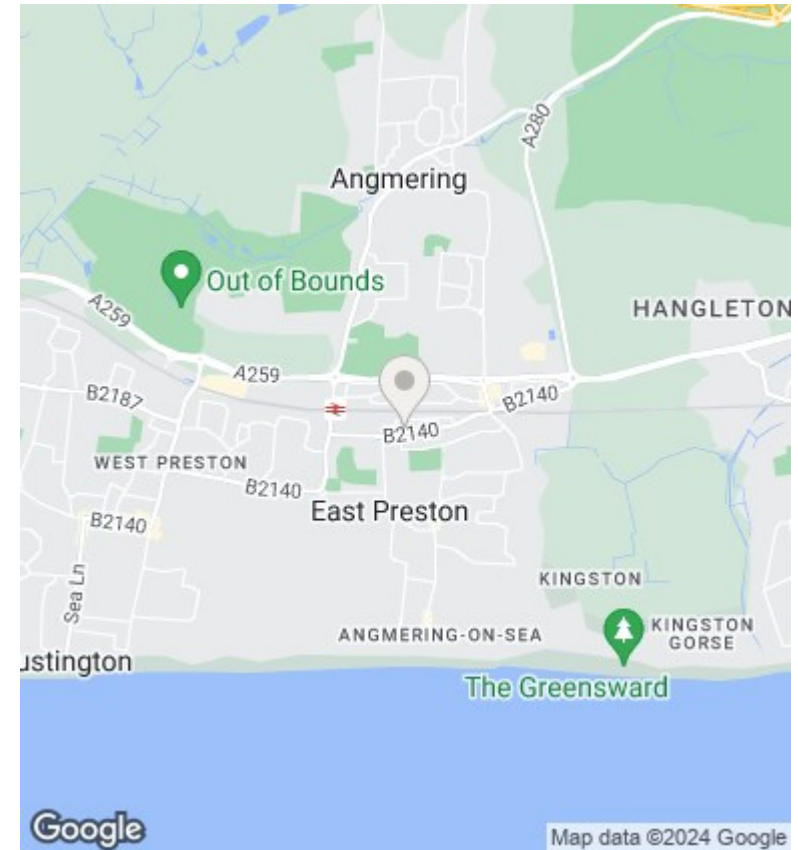 A280
Angmering
Out of Bounds
HANGLETON
A259
A259
B2187
B2140
B2140
WEST PRESTON
B2140
East Preston
B2140
Sea Ln
KINGSTON
ANGMERING-ON-SEA
KINGSTON
GORSE
ustington
The Greensward
Google
Map data ©2024 Google